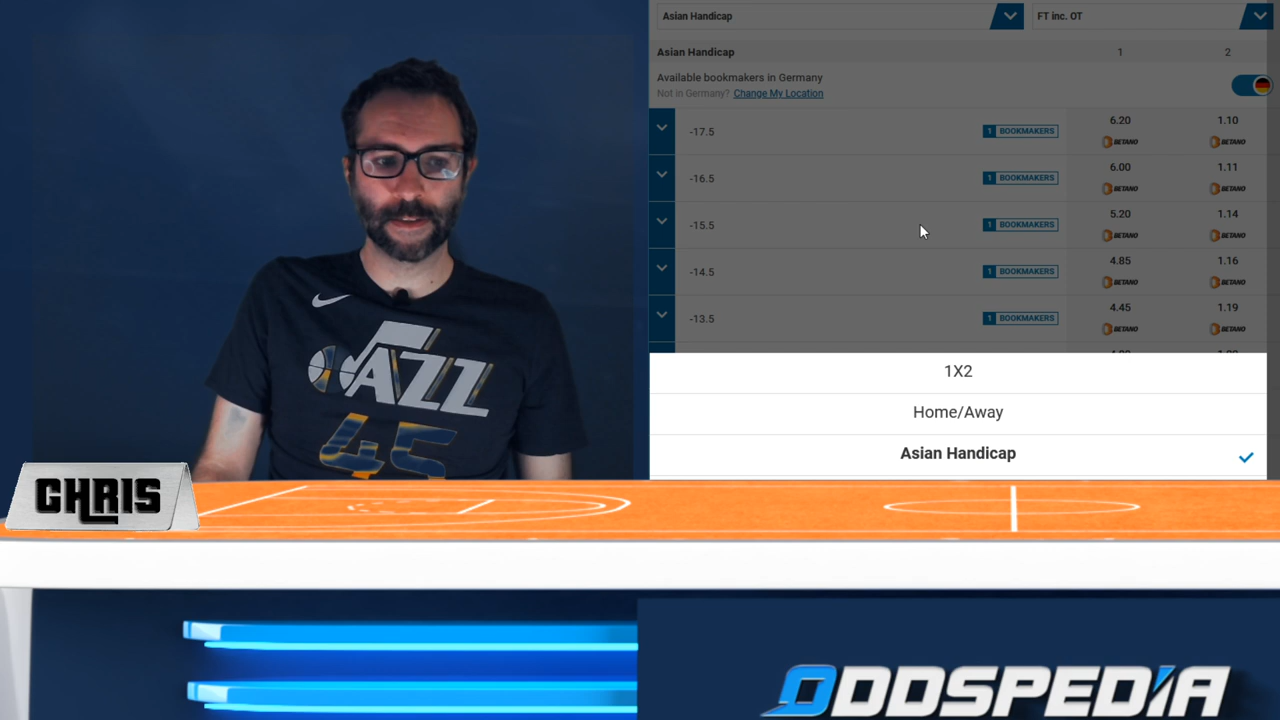 Asian Handicap
FT inc. OT
Asian Handicap 1 2
Available bookmakers in Germany
Not in Germany? Change My Location
-17.5 1 BOOKMAKERS 6.20 1.10
BETANO BETANO
-16.5 1 BOOKMAKERS 6.00 1.11
BETANO BETANO
-15.5 1 BOOKMAKERS 5.20 1.14
BETANO BETANO
-14.5 1 BOOKMAKERS 4.85 1.16
BETANO BETANO
-13.5 1 BOOKMAKERS 4.45 1.19
BETANO BETANO
1X2
Home/Away
Asian Handicap
JAZZ
45
CHRIS
ODDSPEDIA